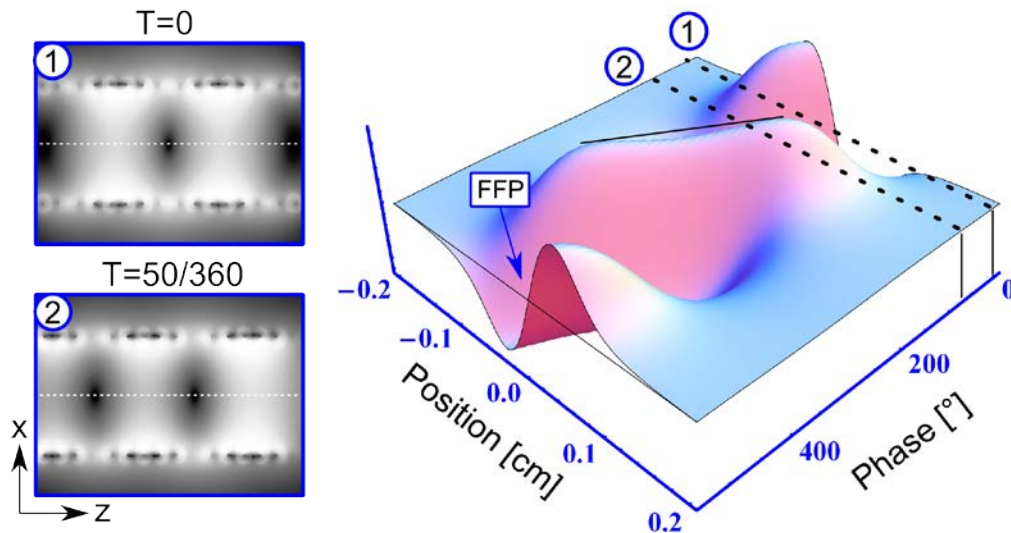 T=0
1
T=50/360
2
x
z
1
2
FFP
−0.2
−0.1
0.0
0.1
0.2
Position [cm]
0
200
400
Phase [°]